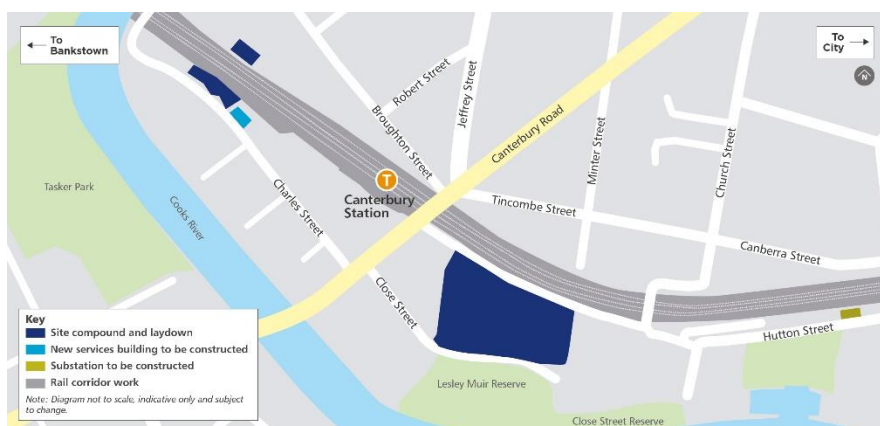 ← To
Bankstown
To →
City
N
Robert Street
Jeffrey Street
Broughton Street
Canterbury Road
Minter Street
Church Street
Tasker Park
Cooks River
T
Canterbury
Station
Charles Street
Tincombe Street
Canberra Street
Close Street
Hutton Street
Lesley Muir Reserve
Close Street Reserve
Key
Site compound and laydown
New services building to be constructed
Substation to be constructed
Rail corridor work
Note: Diagram not to scale, indicative only and subject
to change.